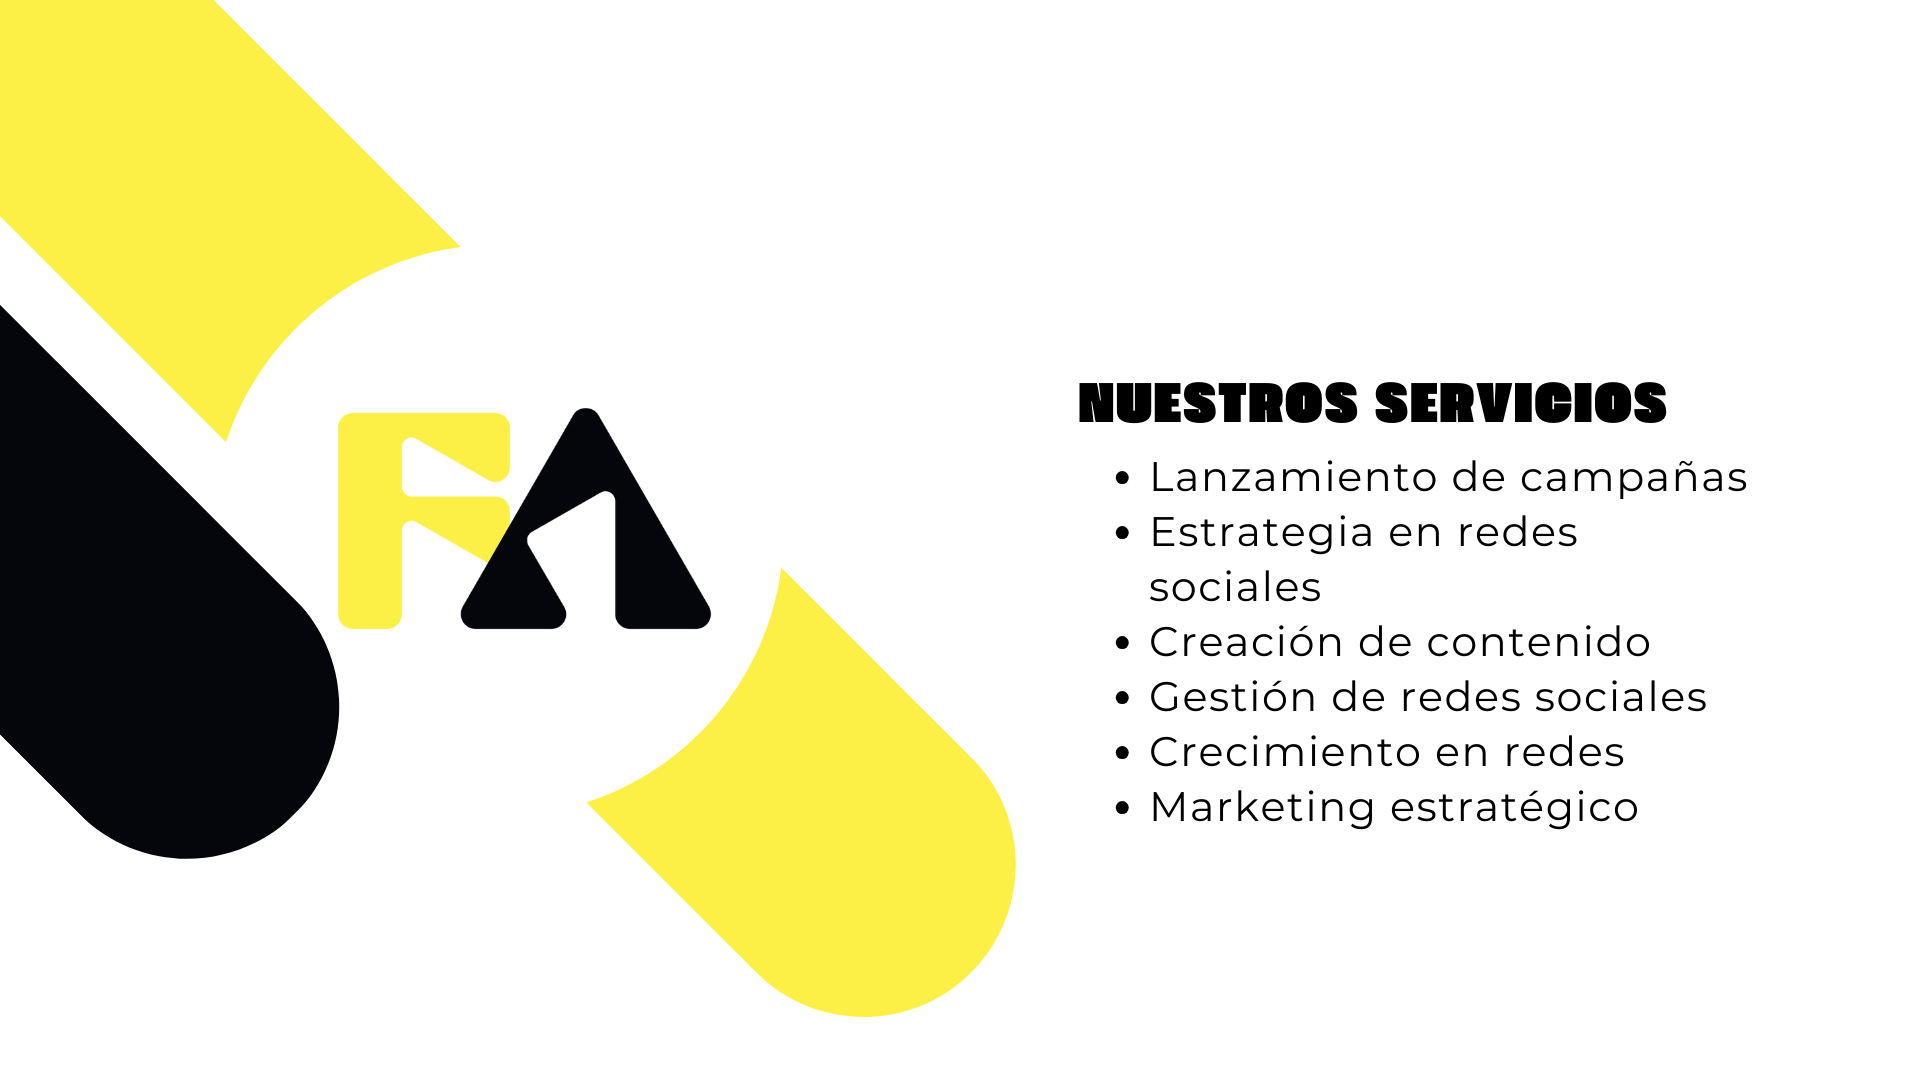 FA
NUESTROS SERVICIOS
• Lanzamiento de campañas
• Estrategia en redes
sociales
• Creación de contenido
• Gestión de redes sociales
• Crecimiento en redes
• Marketing estratégico